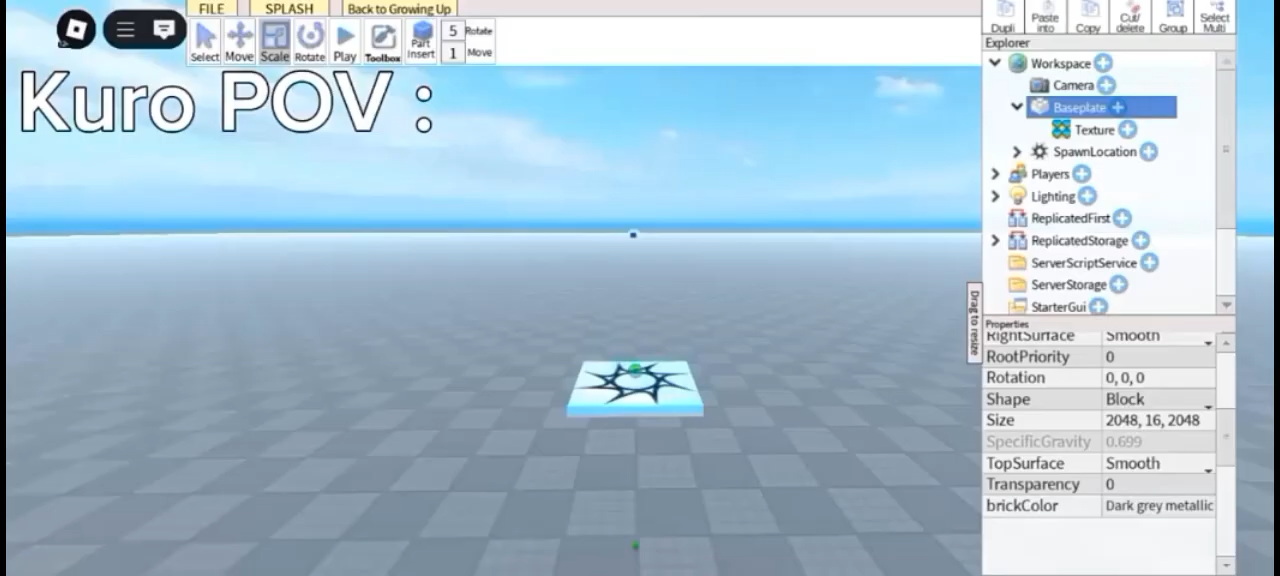 FILE
SPLASH
Back to Growing Up
Select
Move
Scale
Rotate
Play
Toolbox
Part Insert
5 Rotate
1 Move
Dupli
Paste into
Copy
Cut/ delete
Group
Select Multi
Kuro POV :
Explorer
Workspace
Camera
Baseplate
Texture
SpawnLocation
Players
Lighting
ReplicatedFirst
ReplicatedStorage
ServerScriptService
ServerStorage
StarterGui
Drag to resize
Properties
RightSurface Smooth
RootPriority 0
Rotation 0, 0, 0
Shape Block
Size 2048, 16, 2048
SpecificGravity 0.699
TopSurface Smooth
Transparency 0
brickColor Dark grey metallic